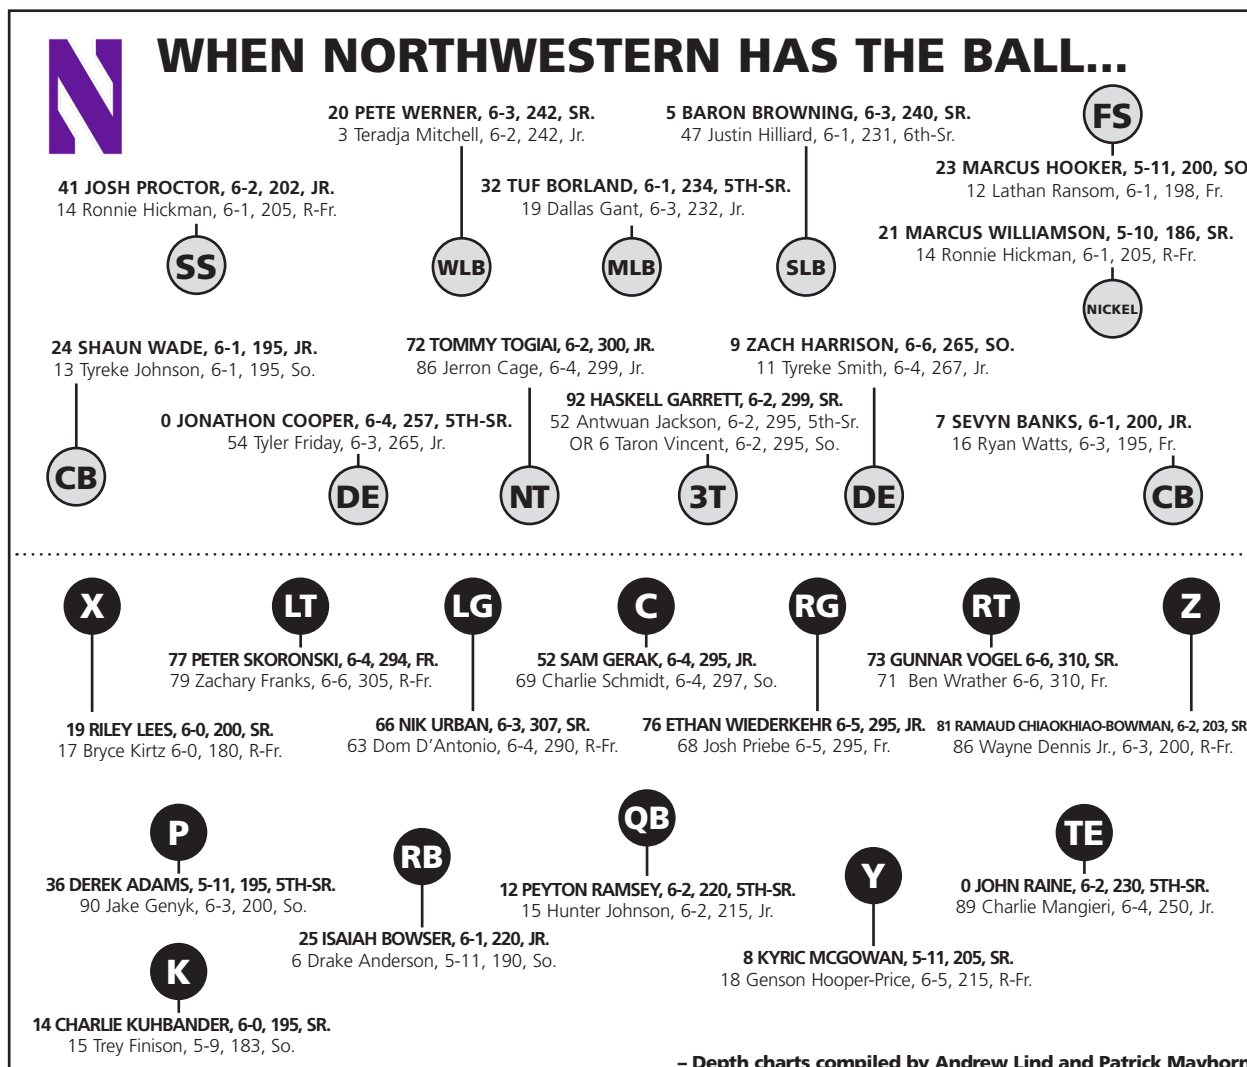 N
WHEN NORTHWESTERN HAS THE BALL...
20 PETE WERNER, 6-3, 242, SR.
3 Teradja Mitchell, 6-2, 242, Jr.
5 BARON BROWNING, 6-3, 240, SR.
47 Justin Hilliard, 6-1, 231, 6th-Sr.
FS
23 MARCUS HOOKER, 5-11, 200, SO
12 Lathan Ransom, 6-1, 198, Fr.
41 JOSH PROCTOR, 6-2, 202, JR.
14 Ronnie Hickman, 6-1, 205, R-Fr.
32 TUF BORLAND, 6-1, 234, 5TH-SR.
19 Dallas Gant, 6-3, 232, Jr.
21 MARCUS WILLIAMSON, 5-10, 186, SR.
14 Ronnie Hickman, 6-1, 205, R-Fr.
SS
WLB
MLB
SLB
NICKEL
24 SHAUN WADE, 6-1, 195, JR.
13 Tyreke Johnson, 6-1, 195, So.
72 TOMMY TOGIAI, 6-2, 300, JR.
86 Jerron Cage, 6-4, 299, Jr.
9 ZACH HARRISON, 6-6, 265, SO.
11 Tyreke Smith, 6-4, 267, Jr.
0 JONATHON COOPER, 6-4, 257, 5TH-SR.
54 Tyler Friday, 6-3, 265, Jr.
92 HASKELL GARRETT, 6-2, 299, SR.
52 Antwuan Jackson, 6-2, 295, 5th-Sr.
OR 6 Taron Vincent, 6-2, 295, So.
7 SEVYN BANKS, 6-1, 200, JR.
16 Ryan Watts, 6-3, 195, Fr.
CB
DE
NT
3T
DE
CB
X
LT
LG
C
RG
RT
Z
77 PETER SKORONSKI, 6-4, 294, FR.
79 Zachary Franks, 6-6, 305, R-Fr.
52 SAM GERAK, 6-4, 295, JR.
69 Charlie Schmidt, 6-4, 297, So.
73 GUNNAR VOGEL 6-6, 310, SR.
71 Ben Wrather 6-6, 310, Fr.
19 RILEY LEES, 6-0, 200, SR.
17 Bryce Kirtz 6-0, 180, R-Fr.
66 NIK URBAN, 6-3, 307, SR.
63 Dom D'Antonio, 6-4, 290, R-Fr.
76 ETHAN WIEDERKEHR 6-5, 295, JR.
68 Josh Priebe 6-5, 295, Fr.
81 RAMAUD CHIAOKHIAO-BOWMAN, 6-2, 203, SR
86 Wayne Dennis Jr., 6-3, 200, R-Fr.
P
RB
QB
Y
TE
36 DEREK ADAMS, 5-11, 195, 5TH-SR.
90 Jake Genyk, 6-3, 200, So.
12 PEYTON RAMSEY, 6-2, 220, 5TH-SR.
15 Hunter Johnson, 6-2, 215, Jr.
0 JOHN RAINE, 6-2, 230, 5TH-SR.
89 Charlie Mangieri, 6-4, 250, Jr.
25 ISAIAH BOWSER, 6-1, 220, JR.
6 Drake Anderson, 5-11, 190, So.
8 KYRIC MCGOWAN, 5-11, 205, SR.
18 Genson Hooper-Price, 6-5, 215, R-Fr.
K
14 CHARLIE KUHBANDER, 6-0, 195, SR.
15 Trey Finison, 5-9, 183, So.
– Depth charts compiled by Andrew Lind and Patrick Mayhorn